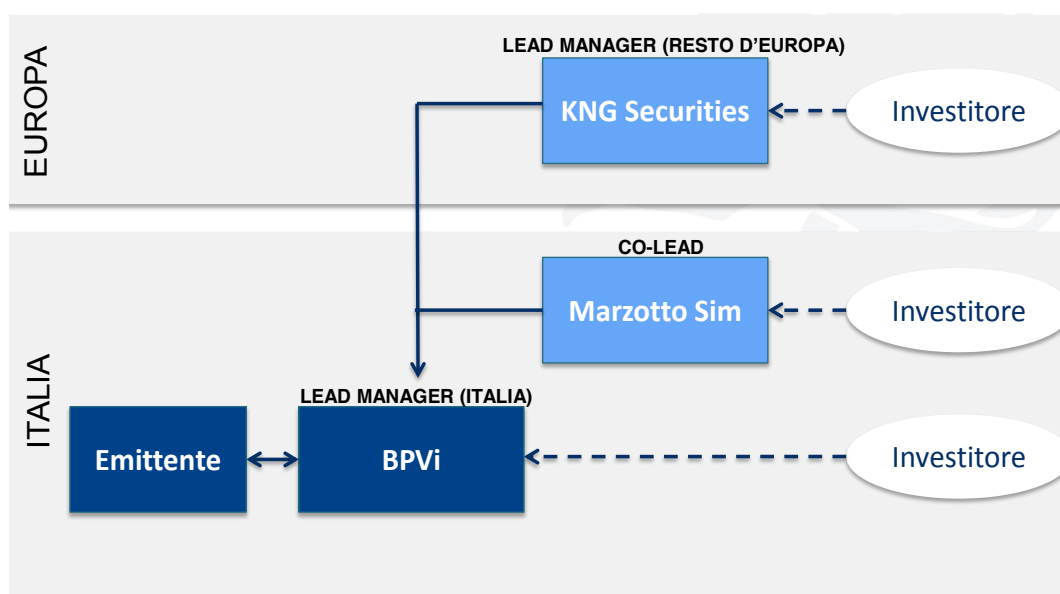 EUROPA
LEAD MANAGER (RESTO D'EUROPA)
KNG Securities
Investitore
ITALIA
CO-LEAD
Marzotto Sim
Investitore
LEAD MANAGER (ITALIA)
Emittente
BPVi
Investitore